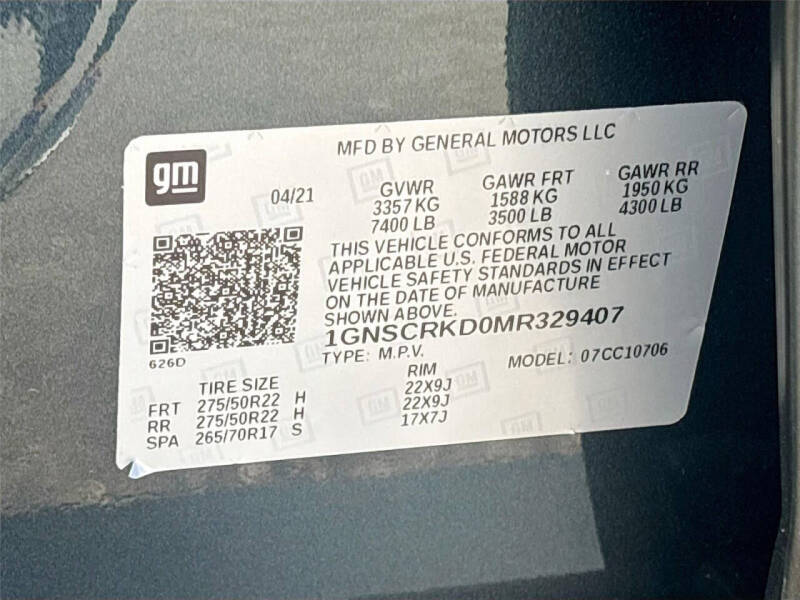 MFD BY GENERAL MOTORS LLC
gm
04/21
GVWR GAWR FRT GAWR RR
3357 KG 1588 KG 1950 KG
7400 LB 3500 LB 4300 LB
THIS VEHICLE CONFORMS TO ALL
APPLICABLE U.S. FEDERAL MOTOR
VEHICLE SAFETY STANDARDS IN EFFECT
ON THE DATE OF MANUFACTURE
SHOWN ABOVE.
1GNSCRKD0MR329407
626D
TYPE: M.P.V. MODEL: 07CC10706
TIRE SIZE RIM
FRT 275/50R22 H 22X9J
RR 275/50R22 H 22X9J
SPA 265/70R17 S 17X7J